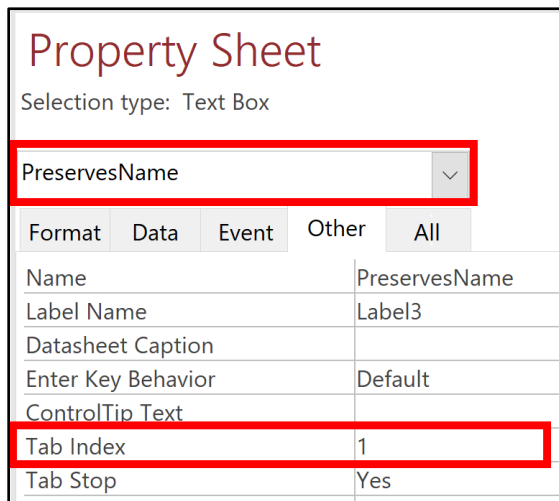 Property Sheet
Selection type: Text Box
PreservesName
Format Data Event Other All
Name PreservesName
Label Name Label3
Datasheet Caption
Enter Key Behavior Default
ControlTip Text
Tab Index 1
Tab Stop Yes